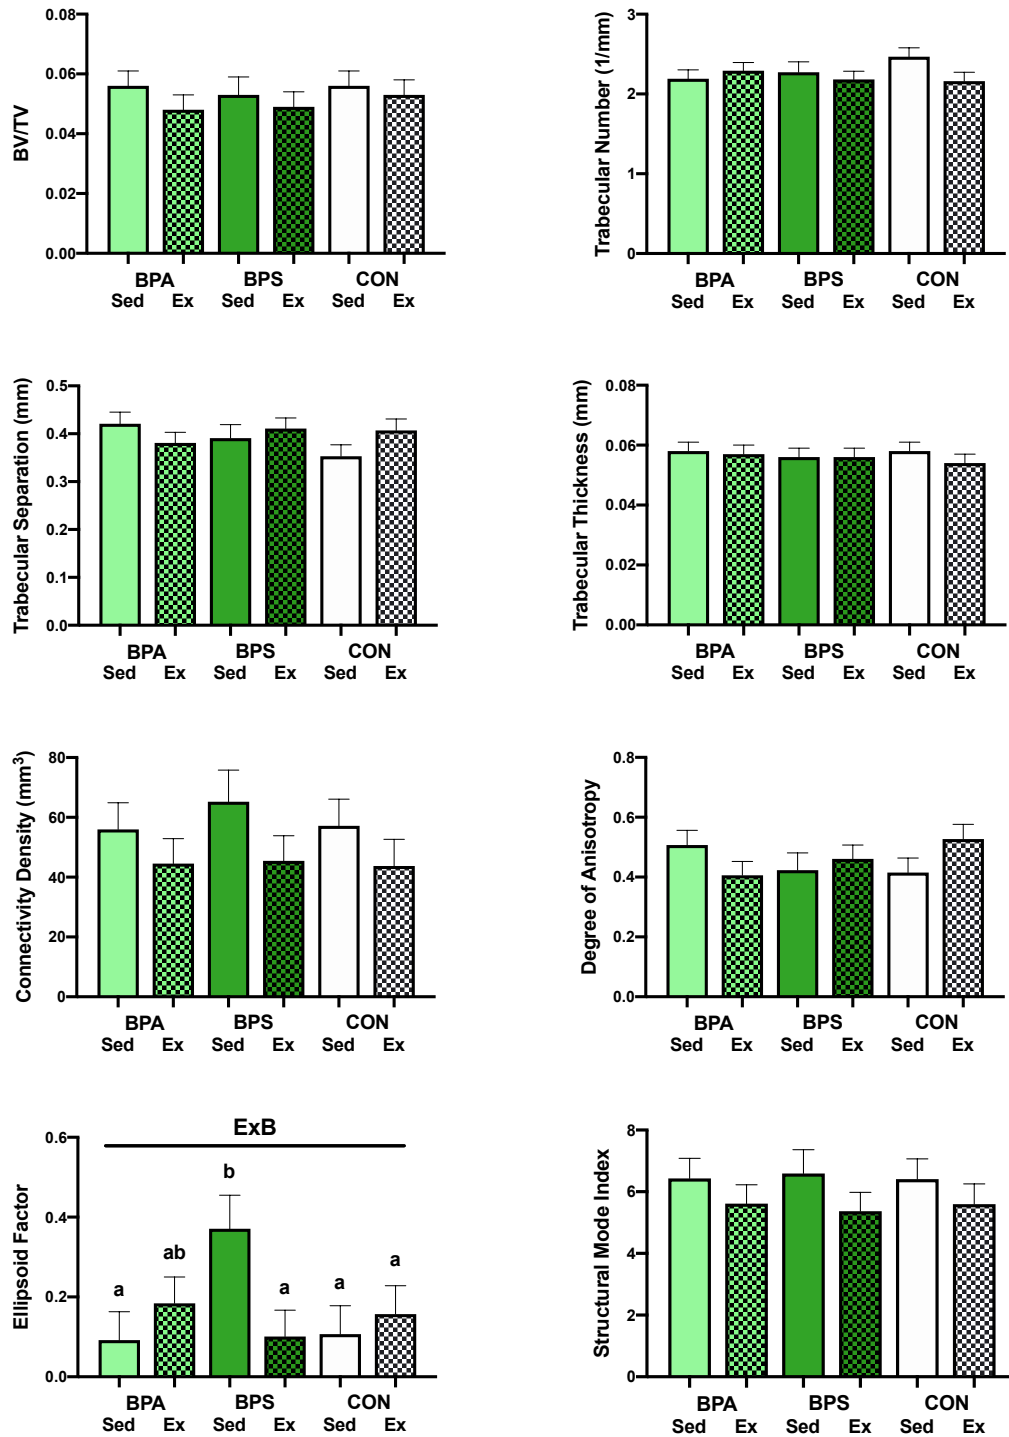 BV/TV
0.08
0.06
0.04
0.02
0.00
BPA BPS CON
Sed Ex Sed Ex Sed Ex
Trabecular Number (1/mm)
3
2
1
0
BPA BPS CON
Sed Ex Sed Ex Sed Ex
Trabecular Separation (mm)
0.5
0.4
0.3
0.2
0.1
0.0
BPA BPS CON
Sed Ex Sed Ex Sed Ex
Trabecular Thickness (mm)
0.08
0.06
0.04
0.02
0.00
BPA BPS CON
Sed Ex Sed Ex Sed Ex
Connectivity Density (mm³)
80
60
40
20
0
BPA BPS CON
Sed Ex Sed Ex Sed Ex
Degree of Anisotropy
0.8
0.6
0.4
0.2
0.0
BPA BPS CON
Sed Ex Sed Ex Sed Ex
Ellipsoid Factor
ExB
0.6
0.4
0.2
0.0
a ab b a a a
BPA BPS CON
Sed Ex Sed Ex Sed Ex
Structural Mode Index
8
6
4
2
0
BPA BPS CON
Sed Ex Sed Ex Sed Ex